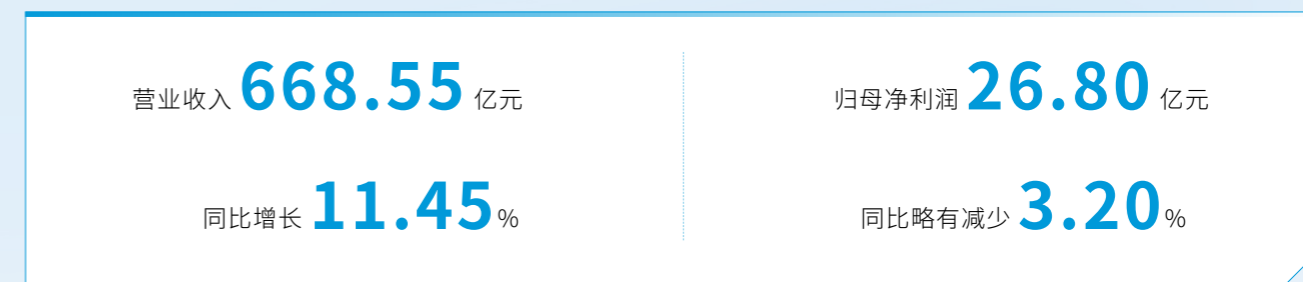 营业收入 668.55 亿元
同比增长 11.45%
归母净利润 26.80 亿元
同比略有减少 3.20%